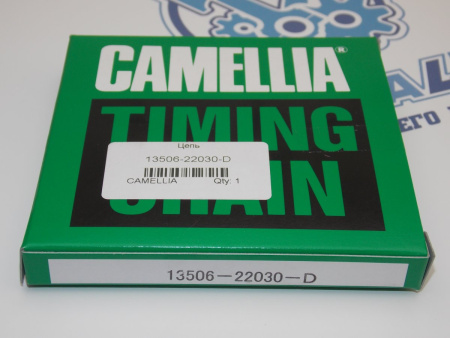 CAMELLIA®
TIMING
CHAIN
Цепь
13506-22030-D
CAMELLIA Qty: 1
13506-22030-D